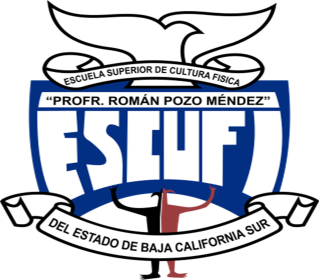 ESCUELA SUPERIOR DE CULTURA FISICA
"PROFR. ROMÁN POZO MÉNDEZ"
ESCUFI
DEL ESTADO DE BAJA CALIFORNIA SUR